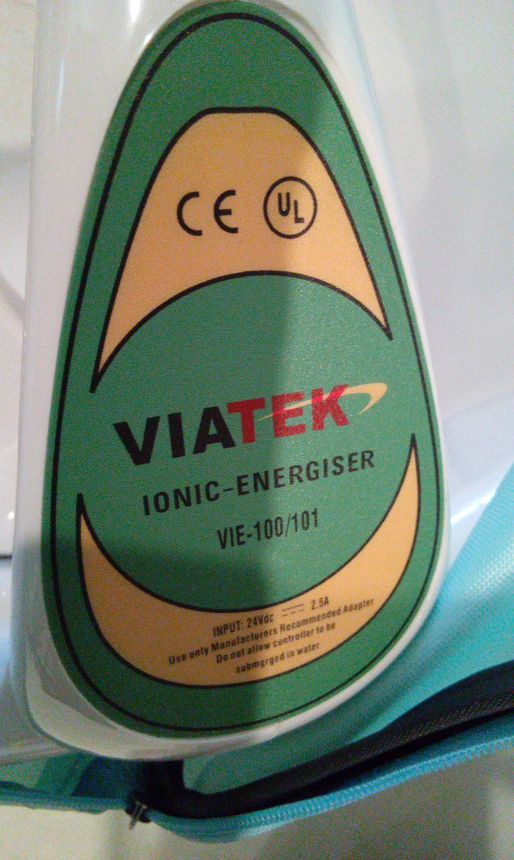 CE UL
VIATEK
IONIC-ENERGISER
VIE-100/101
INPUT: 24Vdc ⎓ 2.5A
Use only Manufacturers Recommended Adapter
Do not allow controller to be
submgrged in water